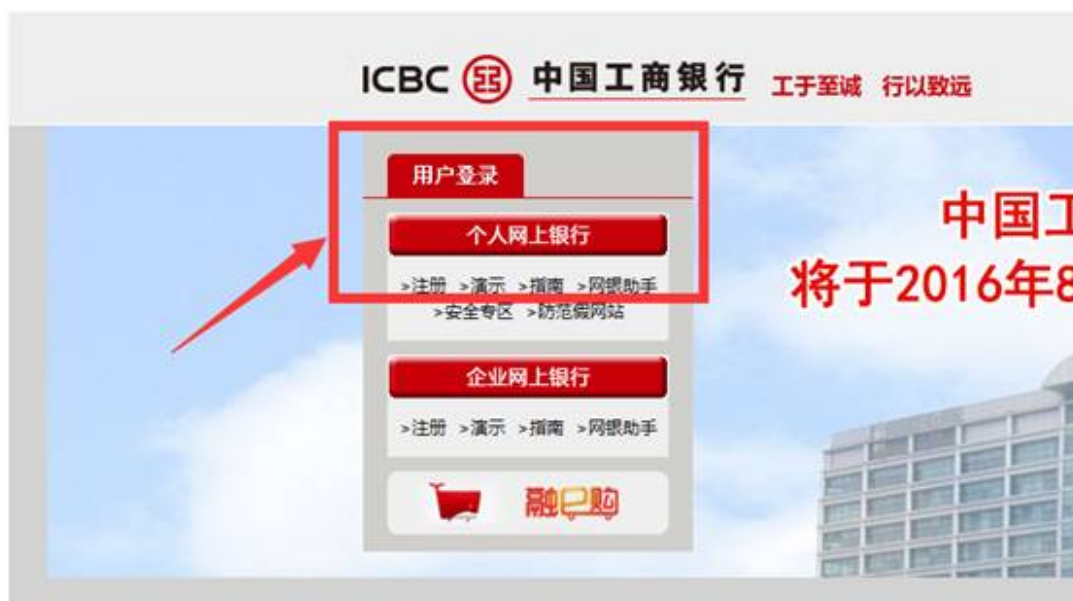 ICBC 中国工商银行 工于至诚 行以致远
用户登录
个人网上银行
>注册 >演示 >指南 >网银助手
>安全专区 >防范假网站
企业网上银行
>注册 >演示 >指南 >网银助手
融e购
中国工
将于2016年8